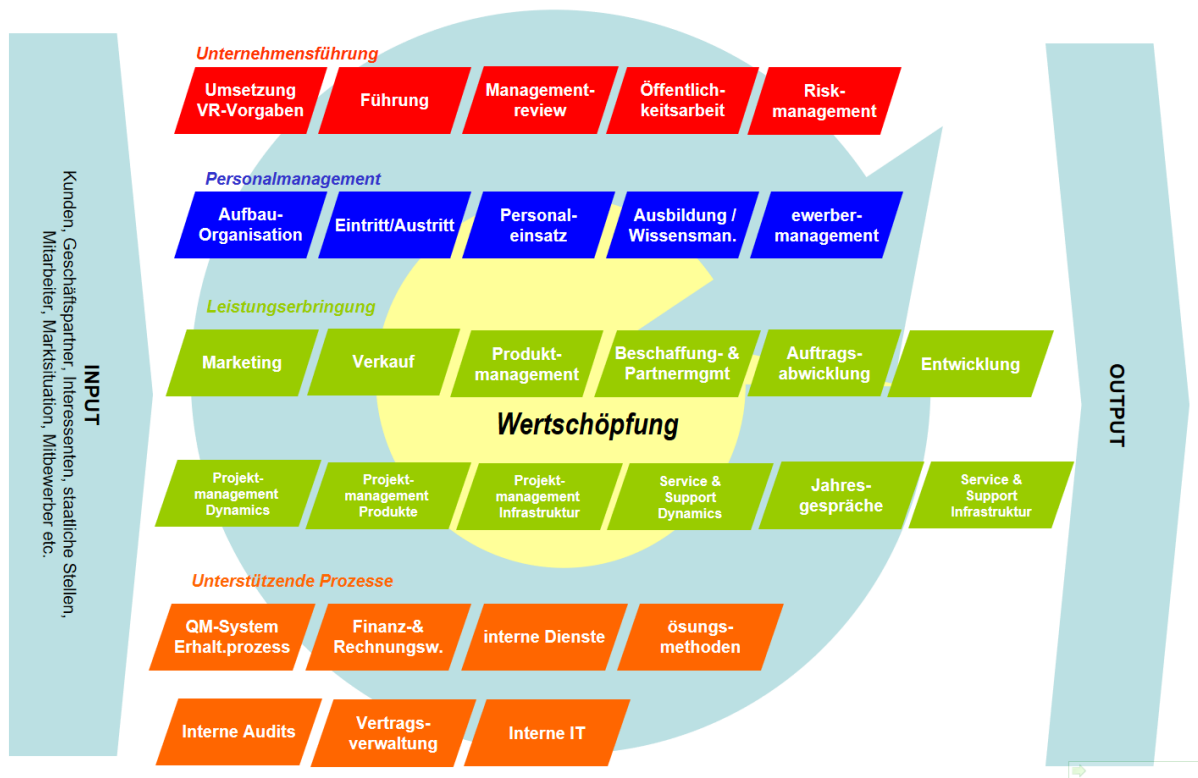 Unternehmensführung
Umsetzung
VR-Vorgaben
Führung
Management-
review
Öffentlich-
keitsarbeit
Risk-
management
Personalmanagement
Aufbau-
Organisation
Eintritt/Austritt
Personal-
einsatz
Ausbildung /
Wissensman.
ewerber-
management
Leistungserbringung
Marketing
Verkauf
Produkt-
management
Beschaffung- &
Partnermgmt
Auftrags-
abwicklung
Entwicklung
Wertschöpfung
Projekt-
management
Dynamics
Projekt-
management
Produkte
Projekt-
management
Infrastruktur
Service &
Support
Dynamics
Jahres-
gespräche
Service &
Support
Infrastruktur
Unterstützende Prozesse
QM-System
Erhalt.prozess
Finanz-&
Rechnungsw.
interne Dienste
ösungs-
methoden
Interne Audits
Vertrags-
verwaltung
Interne IT
INPUT
Kunden, Geschäftspartner, Interessenten, staatliche Stellen,
Mitarbeiter, Marktsituation, Mitbewerber etc.
OUTPUT